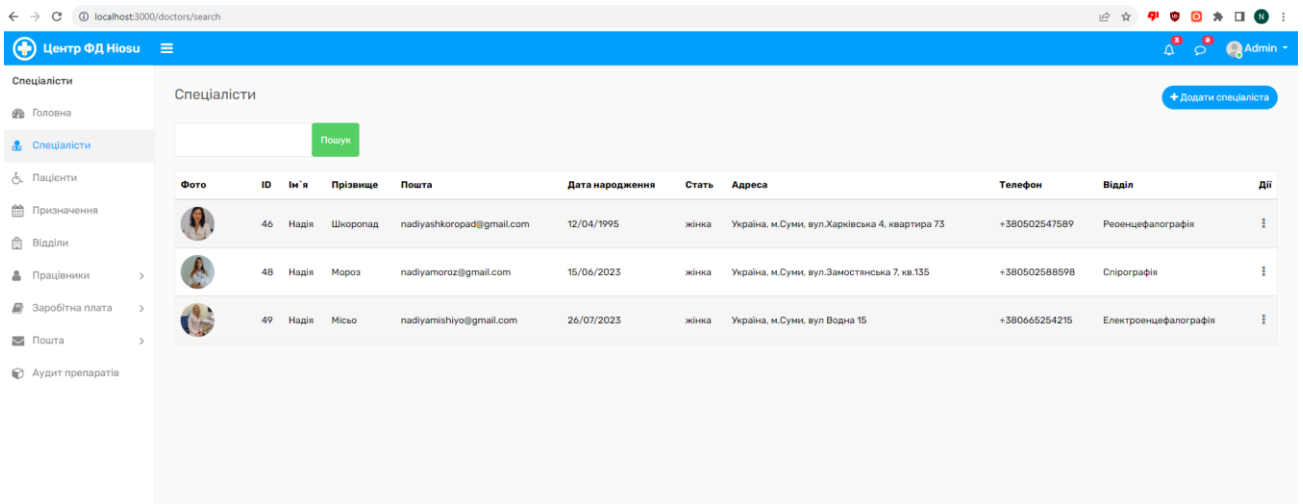 localhost:3000/doctors/search
N
Центр ФД Hiosu
3
8
Admin
Спеціалісти
Головна
Спеціалісти
Пацієнти
Призначення
Відділи
Працівники
Заробітна плата
Пошта
Аудит препаратів
Спеціалісти
+ Додати спеціаліста
Пошук
Фото ID Ім`я Прізвище Пошта Дата народження Стать Адреса Телефон Відділ Дії
46 Надія Шкоропад nadiyashkoropad@gmail.com 12/04/1995 жінка Україна, м.Суми, вул.Харківська 4, квартира 73 +380502547589 Реоенцефалографія
48 Надія Мороз nadiyamoroz@gmail.com 15/06/2023 жінка Україна, м.Суми, вул.Замостянська 7, кв.135 +380502588598 Спірографія
49 Надія Місьо nadiyamishiyo@gmail.com 26/07/2023 жінка Україна, м.Суми, вул Водна 15 +380665254215 Електроенцефалографія